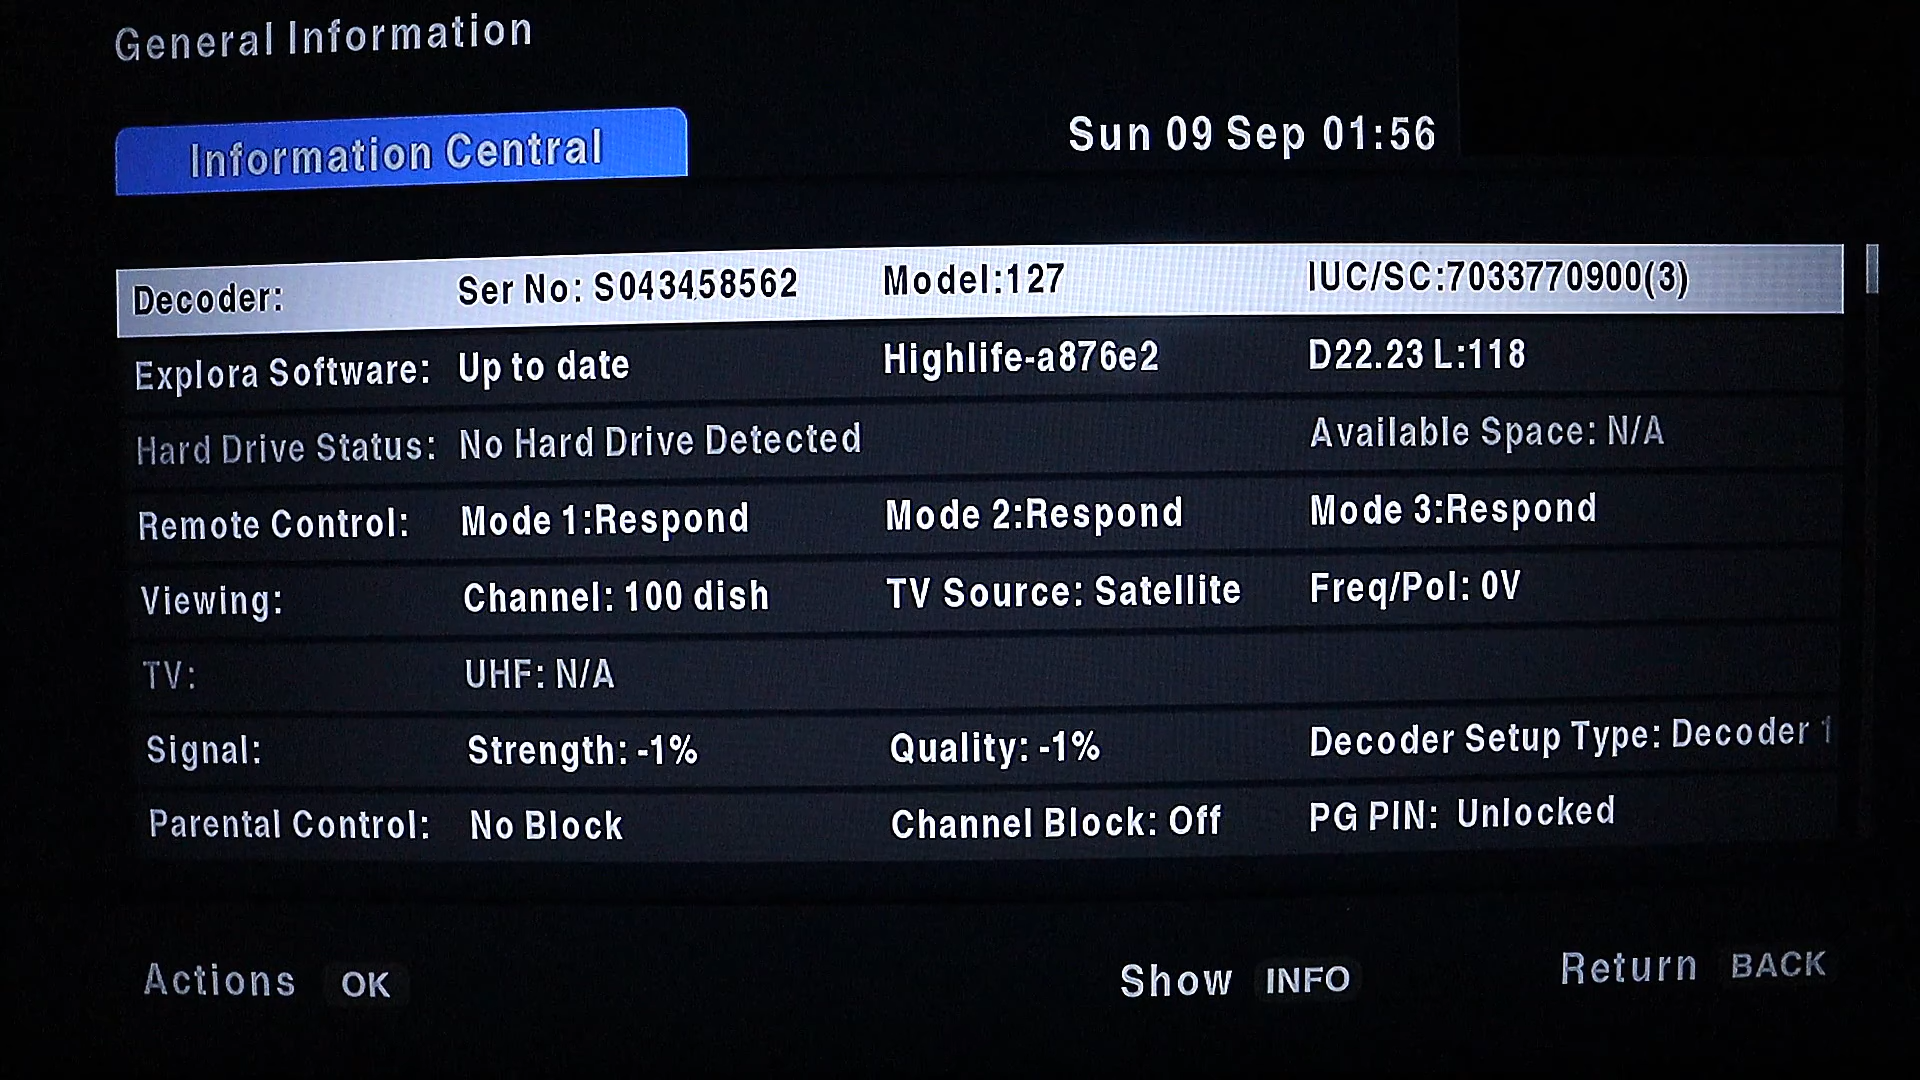 General Information
Information Central
Sun 09 Sep 01:56
Decoder: Ser No: S043458562 Model:127 IUC/SC:7033770900(3)
Explora Software: Up to date Highlife-a876e2 D22.23 L:118
Hard Drive Status: No Hard Drive Detected Available Space: N/A
Remote Control: Mode 1:Respond Mode 2:Respond Mode 3:Respond
Viewing: Channel: 100 dish TV Source: Satellite Freq/Pol: 0V
TV: UHF: N/A
Signal: Strength: -1% Quality: -1% Decoder Setup Type: Decoder 1
Parental Control: No Block Channel Block: Off PG PIN: Unlocked
Actions OK Show INFO Return BACK